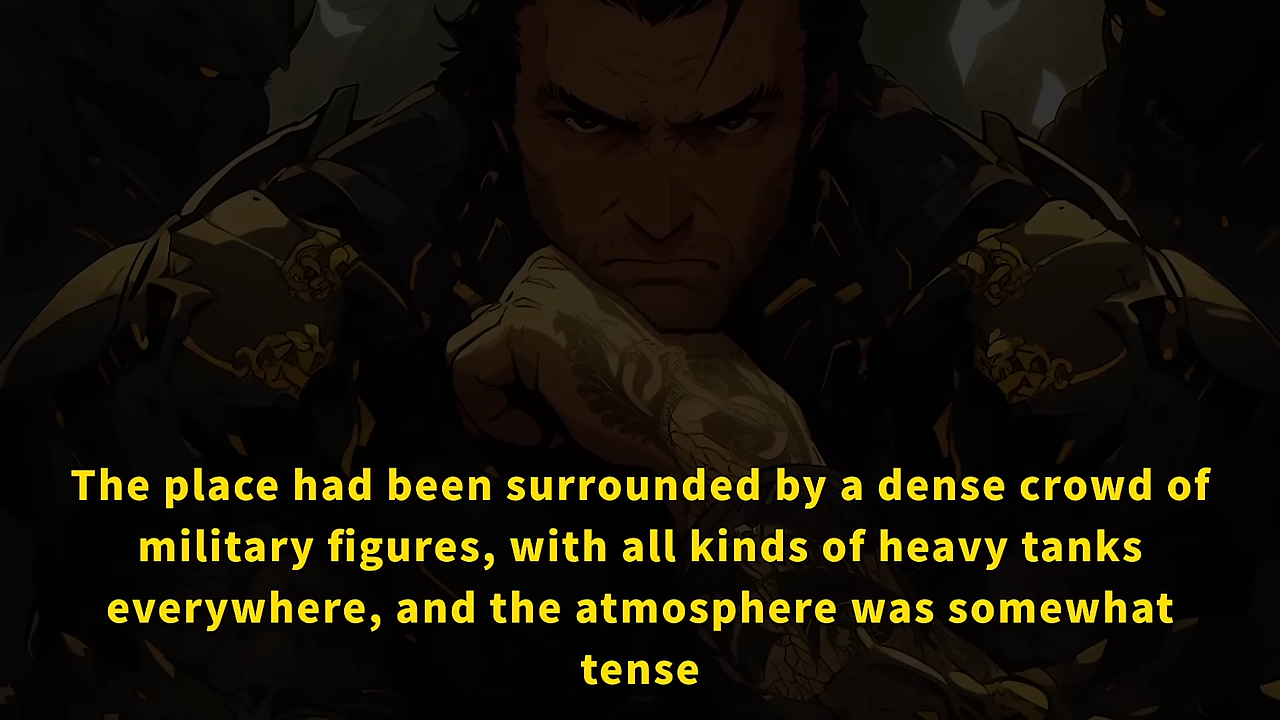 The place had been surrounded by a dense crowd of
military figures, with all kinds of heavy tanks
everywhere, and the atmosphere was somewhat
tense